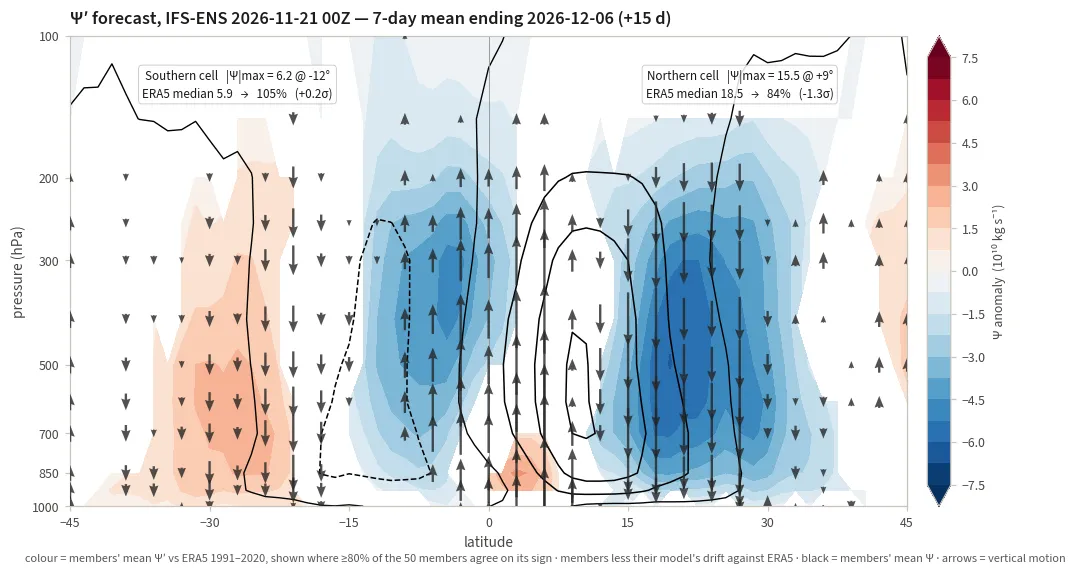 Ψ′ forecast, IFS-ENS 2026-11-21 00Z — 7-day mean ending 2026-12-06 (+15 d)
Southern cell |Ψ|max = 6.2 @ -12°
ERA5 median 5.9 → 105% (+0.2σ)
Northern cell |Ψ|max = 15.5 @ +9°
ERA5 median 18.5 → 84% (-1.3σ)
pressure (hPa)
100
200
300
400
500
700
850
1000
−45
−30
−15
0
15
30
45
latitude
7.5
6.0
4.5
3.0
1.5
0.0
−1.5
−3.0
−4.5
−6.0
−7.5
Ψ anomaly (10¹⁰ kg s⁻¹)
colour = members' mean Ψ′ vs ERA5 1991–2020, shown where ≥80% of the 50 members agree on its sign · members less their model's drift against ERA5 · black = members' mean Ψ · arrows = vertical motion